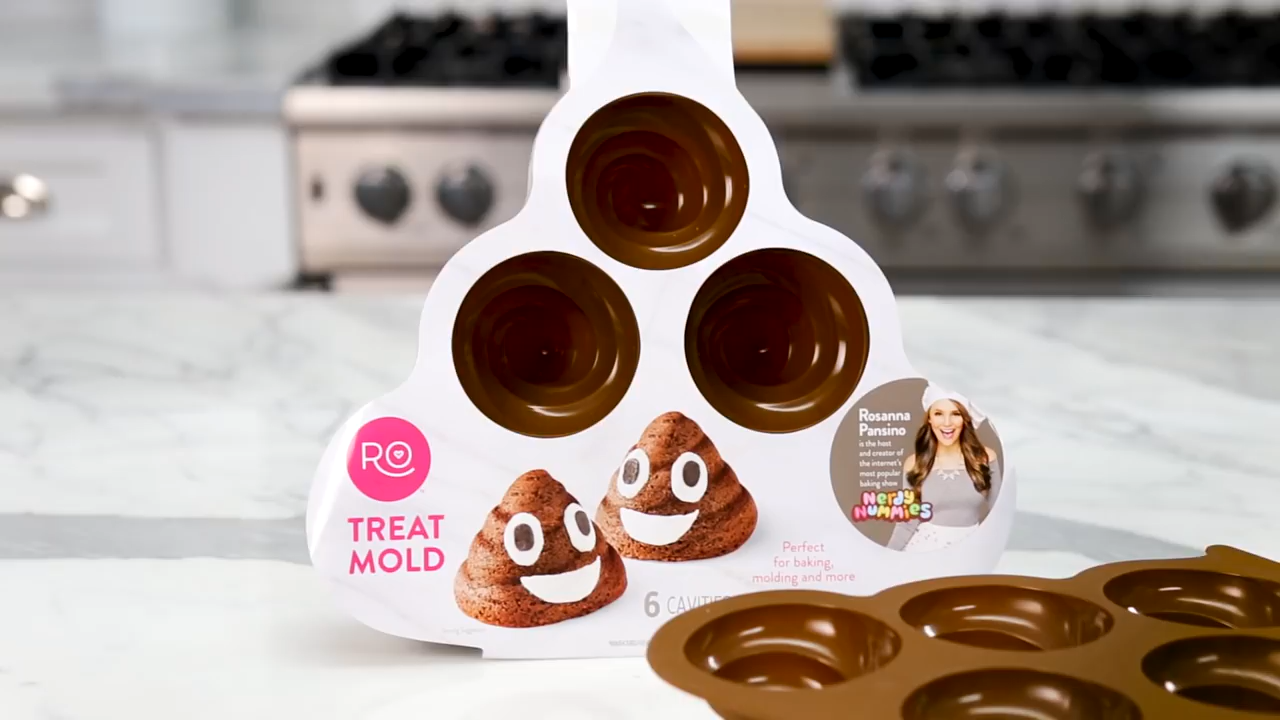 RO
TREAT
MOLD
Rosanna
Pansino
is the host
and creator of
the internet's
most popular
baking show
Nerdy
Nummies
Perfect
for baking,
molding and more
6 CAVITIES